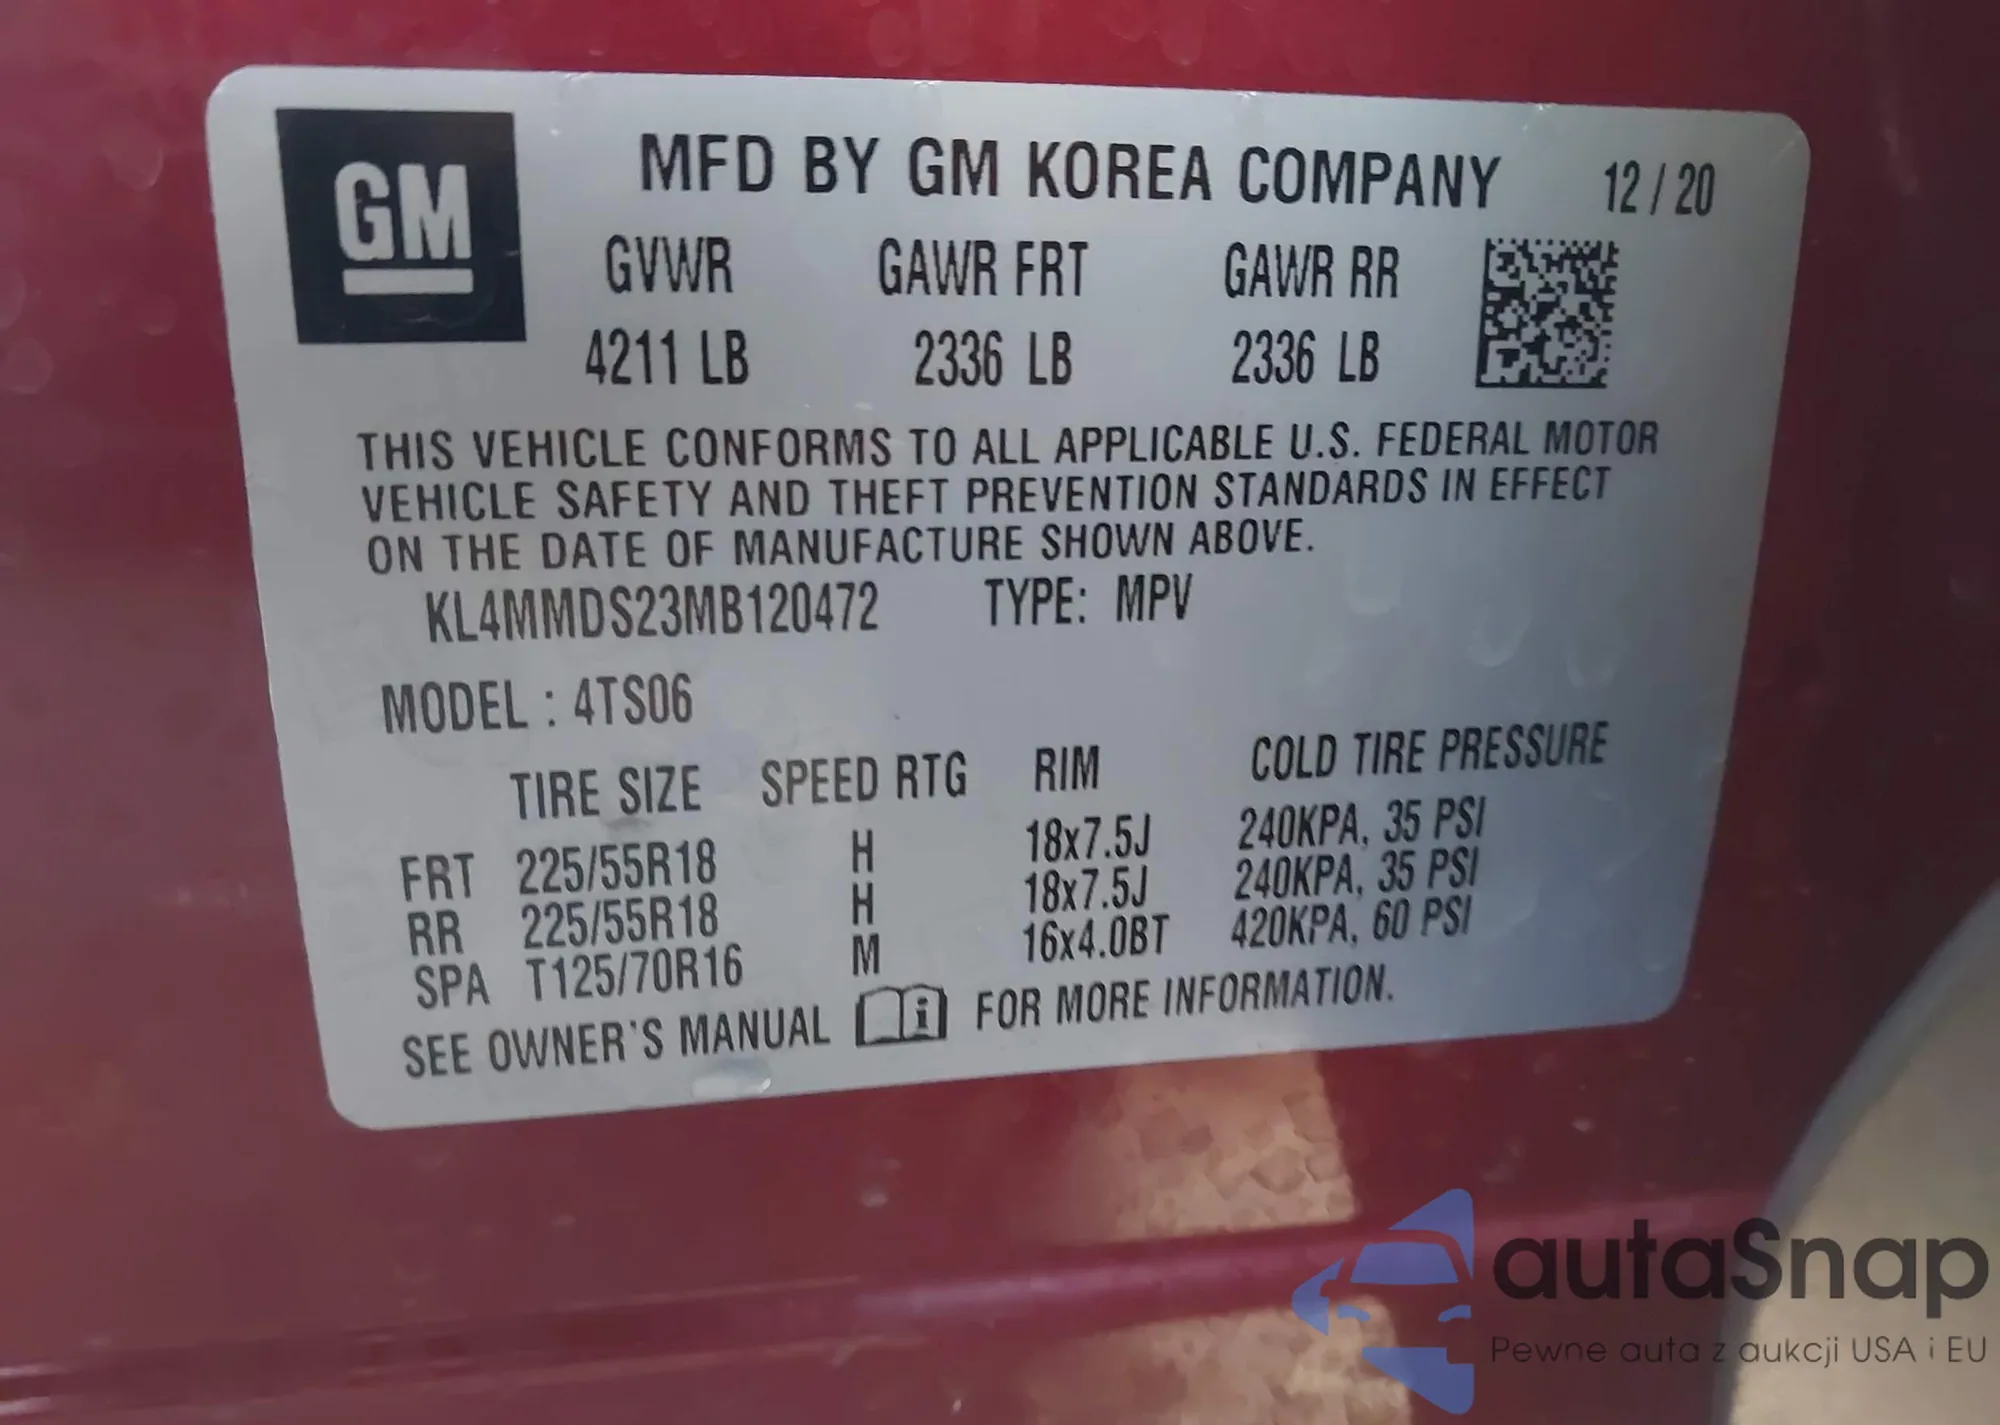 GM
MFD BY GM KOREA COMPANY 12 / 20
GVWR GAWR FRT GAWR RR
4211 LB 2336 LB 2336 LB
THIS VEHICLE CONFORMS TO ALL APPLICABLE U.S. FEDERAL MOTOR
VEHICLE SAFETY AND THEFT PREVENTION STANDARDS IN EFFECT
ON THE DATE OF MANUFACTURE SHOWN ABOVE.
KL4MMDS23MB120472 TYPE: MPV
MODEL : 4TS06
TIRE SIZE SPEED RTG RIM COLD TIRE PRESSURE
FRT 225/55R18 H 18x7.5J 240KPA, 35 PSI
RR 225/55R18 H 18x7.5J 240KPA, 35 PSI
SPA T125/70R16 M 16x4.0BT 420KPA, 60 PSI
SEE OWNER'S MANUAL i FOR MORE INFORMATION.
autaSnap
Pewne auta z aukcji USA i EU